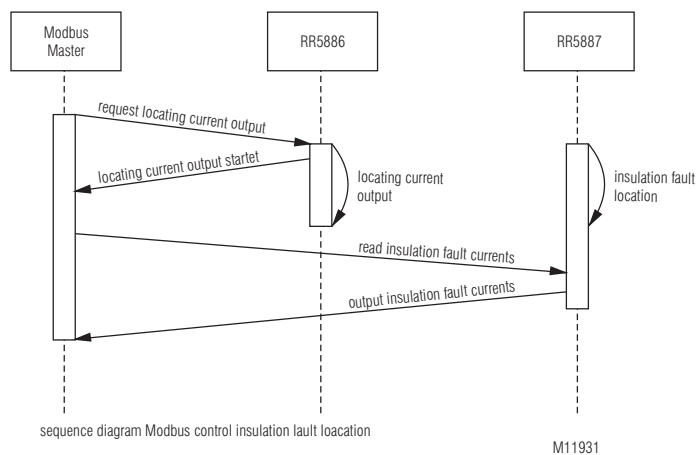 Modbus
Master
RR5886
RR5887
request locating current output
locating current output startet
locating current
output
insulation fault
location
read insulation fault currents
output insulation fault currents
sequence diagram Modbus control insulation lault loacation
M11931